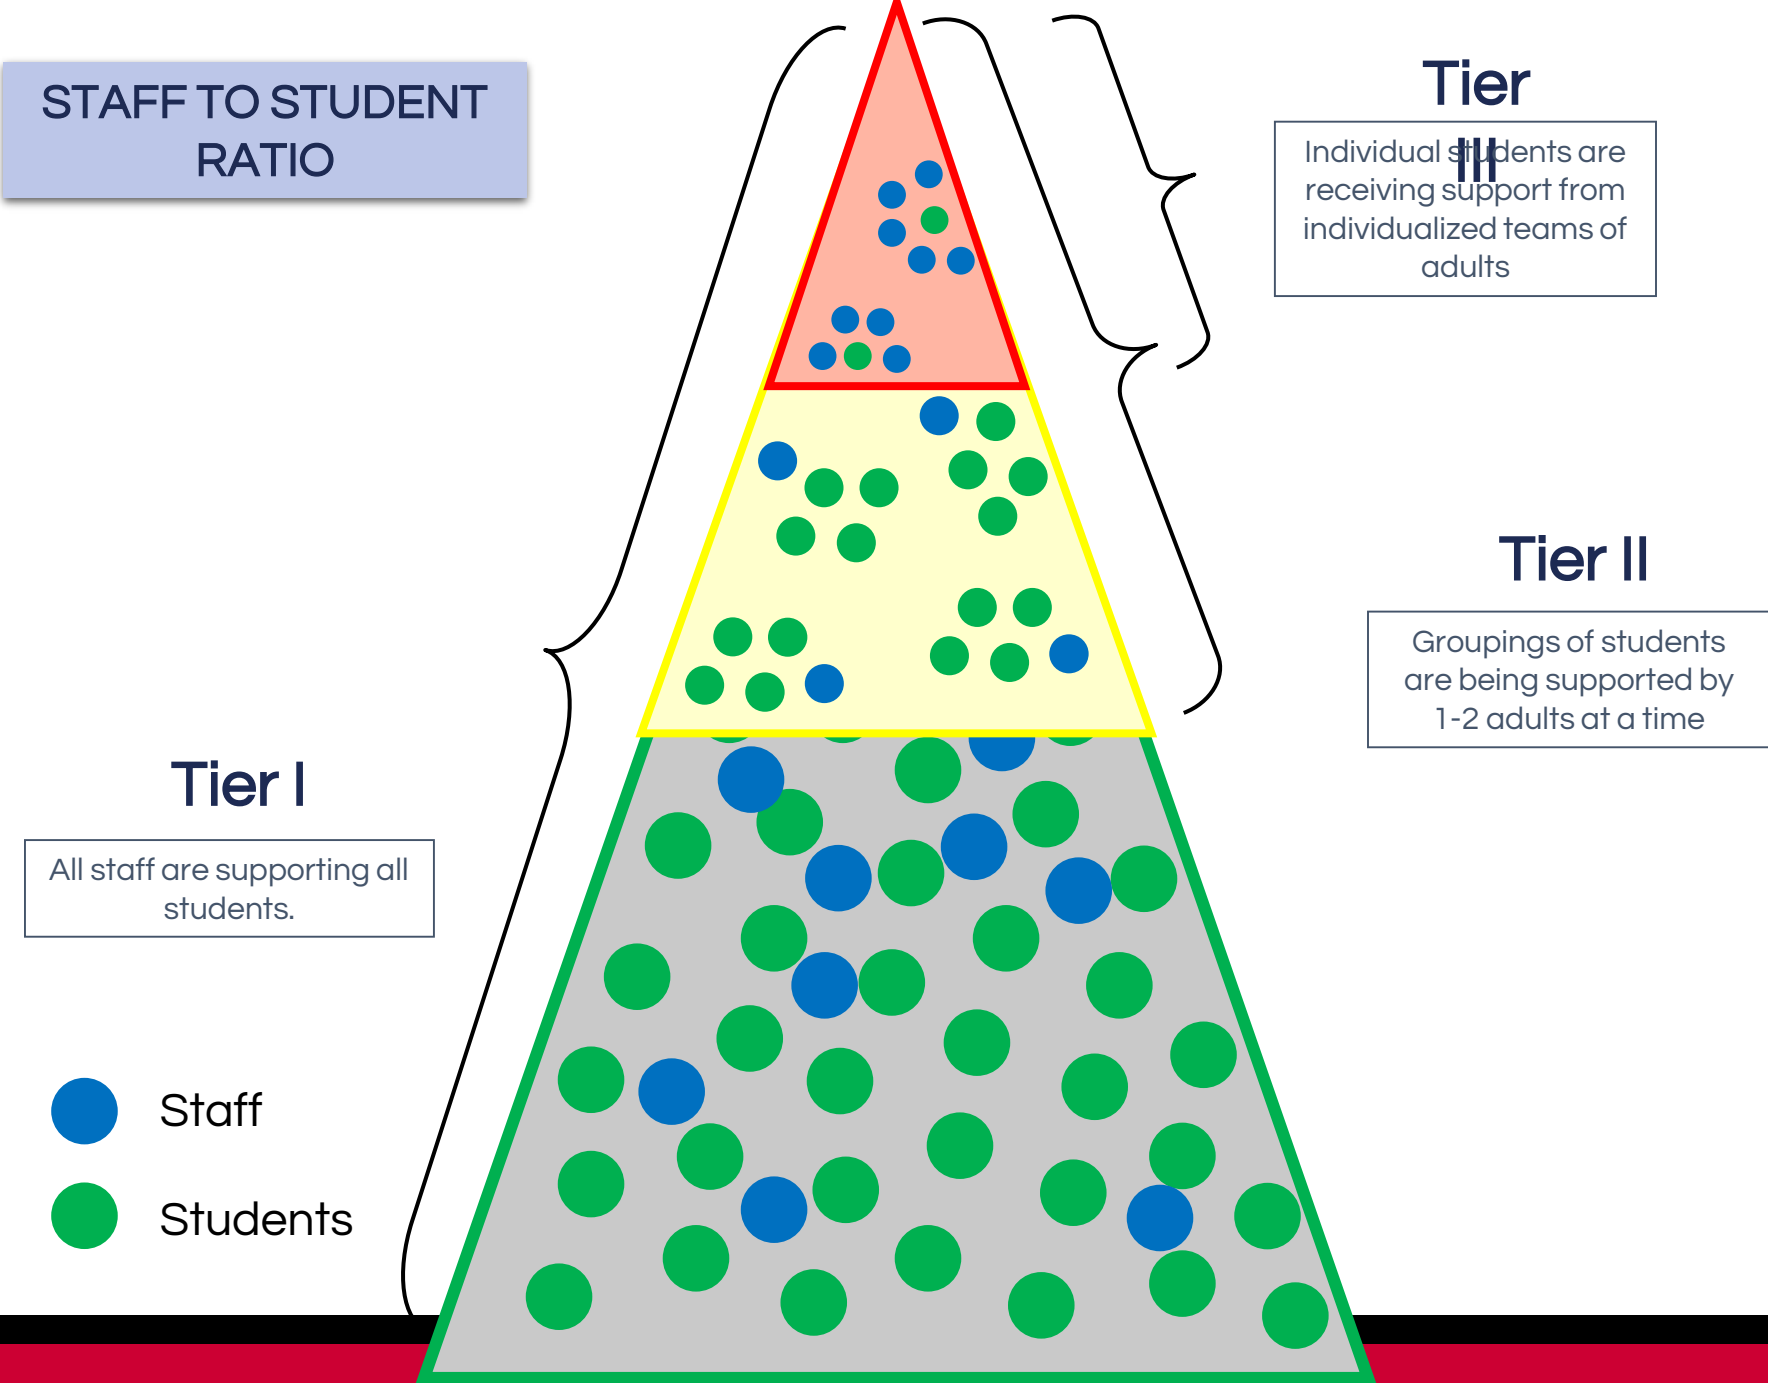 STAFF TO STUDENT
RATIO
Tier
III
Individual students are
receiving support from
individualized teams of
adults
Tier II
Groupings of students
are being supported by
1-2 adults at a time
Tier I
All staff are supporting all
students.
Staff
Students